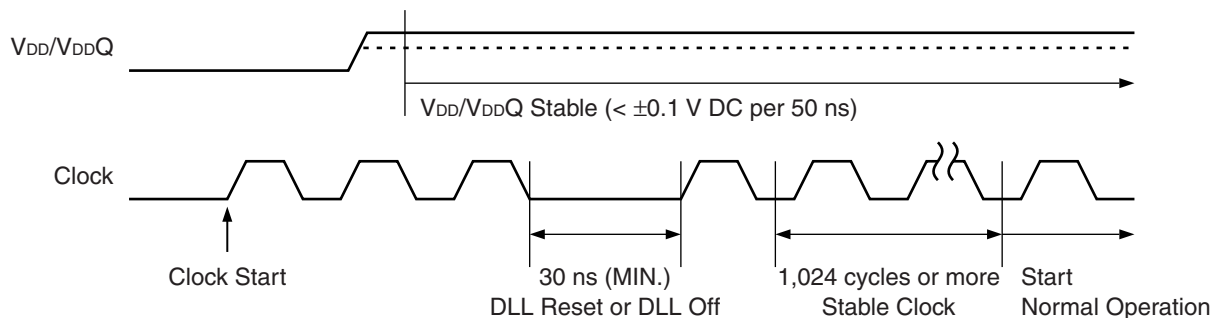 VDD/VDDQ
VDD/VDDQ Stable (< ±0.1 V DC per 50 ns)
Clock
Clock Start
30 ns (MIN.)
DLL Reset or DLL Off
1,024 cycles or more
Stable Clock
Start
Normal Operation